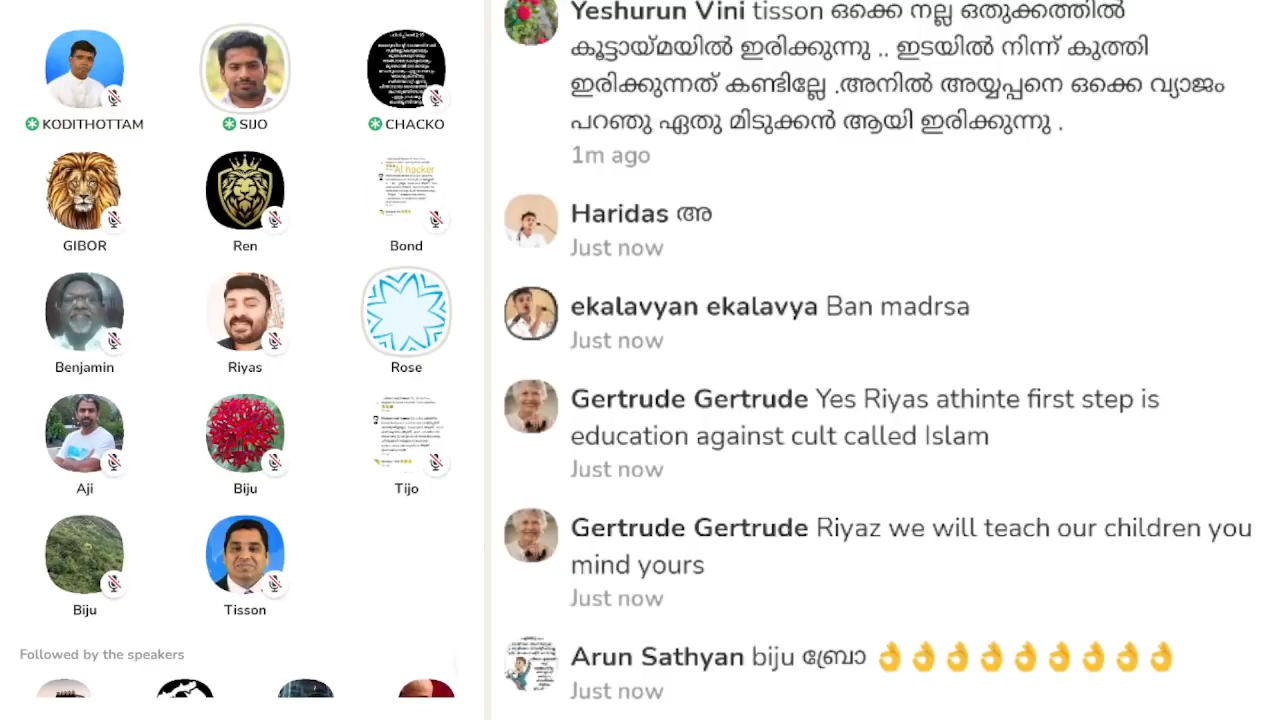 KODITHOTTAM
SIJO
CHACKO
GIBOR
Ren
AI hacker
Bond
Benjamin
Riyas
Rose
Aji
Biju
Tijo
Biju
Tisson
Followed by the speakers
Yeshurun Vini tisson ഒക്കെ നല്ല ഒതുക്കത്തിൽ
കൂട്ടായ്മയിൽ ഇരിക്കുന്നു .. ഇടയിൽ നിന്ന് കുത്തി
ഇരിക്കുന്നത് കണ്ടില്ലേ .അനിൽ അയ്യപ്പനെ ഒക്കെ വ്യാജം
പറഞു ഏതു മിടുക്കൻ ആയി ഇരിക്കുന്നു .
1m ago
Haridas അ
Just now
ekalavyan ekalavya Ban madrsa
Just now
Gertrude Gertrude Yes Riyas athinte first step is
education against cult called Islam
Just now
Gertrude Gertrude Riyaz we will teach our children you
mind yours
Just now
Arun Sathyan biju ബ്രോ 👌👌👌👌👌👌👌👌👌
Just now